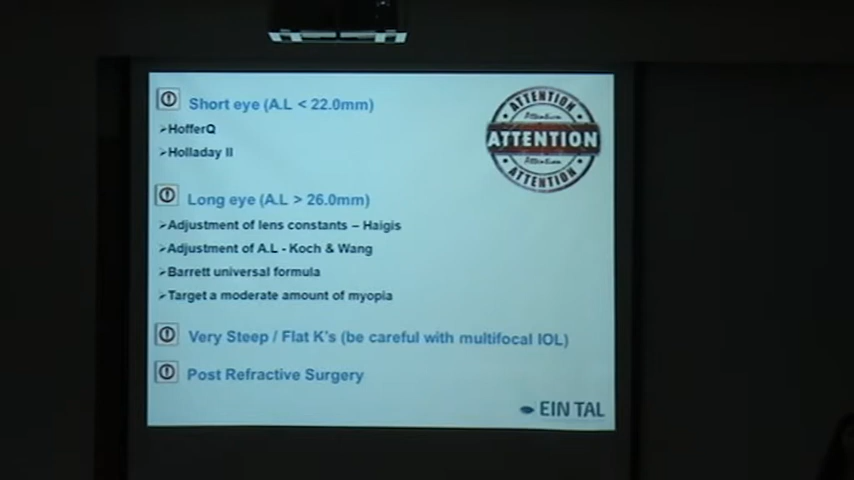 Short eye (A.L < 22.0mm)
➢HofferQ
➢Holladay II
Long eye (A.L > 26.0mm)
➢Adjustment of lens constants – Haigis
➢Adjustment of A.L - Koch & Wang
➢Barrett universal formula
➢Target a moderate amount of myopia
Very Steep / Flat K's (be careful with multifocal IOL)
Post Refractive Surgery
ATTENTION
Attention
ATTENTION
Attention
ATTENTION
EIN TAL